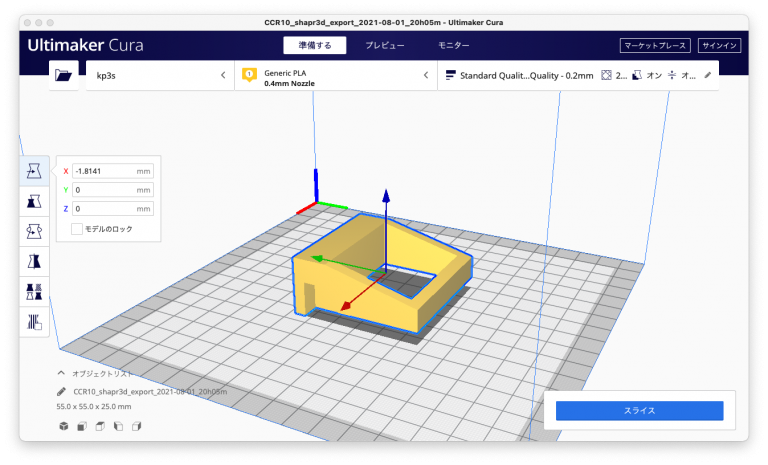 CCR10_shapr3d_export_2021-08-01_20h05m - Ultimaker Cura
Ultimaker Cura
準備する
プレビュー
モニター
マーケットプレース
サインイン
kp3s
1
Generic PLA
0.4mm Nozzle
Standard Qualit...Quality - 0.2mm
2...
オン
オ...
X -1.8141 mm
Y 0 mm
Z 0 mm
モデルのロック
オブジェクトリスト
CCR10_shapr3d_export_2021-08-01_20h05m
55.0 x 55.0 x 25.0 mm
スライス